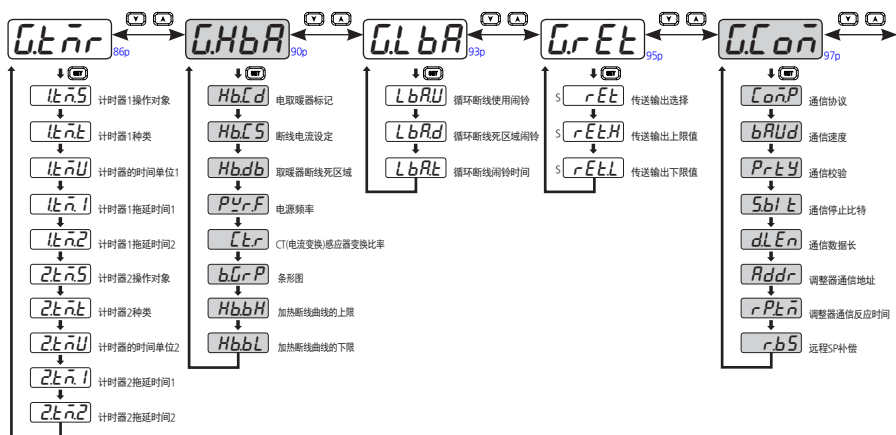 G.tmr
86p
SET
1.tm.S 计时器1操作对象
1.tm.t 计时器1种类
1.tm.U 计时器的时间单位1
1.tm.1 计时器1拖延时间1
1.tm.2 计时器1拖延时间2
2.tm.S 计时器2操作对象
2.tm.t 计时器2种类
2.tm.U 计时器的时间单位2
2.tm.1 计时器2拖延时间1
2.tm.2 计时器2拖延时间2
G.HbA
90p
SET
Hb.Cd 电取暖器标记
Hb.CS 断线电流设定
Hb.db 取暖器断线死区域
PWr.F 电源频率
Ct.r CT(电流变换)感应器变换比率
b.GrP 条形图
Hb.bH 加热断线曲线的上限
Hb.bL 加热断线曲线的下限
G.LbA
93p
SET
LbA.U 循环断线使用闹铃
LbA.d 循环断线死区域闹铃
LbA.t 循环断线闹铃时间
G.rEt
95p
SET
S rEt 传送输出选择
S rEt.H 传送输出上限值
S rEt.L 传送输出下限值
G.Com
97p
SET
Com.P 通信协议
bAUd 通信速度
PrtY 通信校验
S.bIt 通信停止比特
d.LEn 通信数据长
Addr 调整器通信地址
rP.tm 调整器通信反应时间
r.bS 远程SP补偿